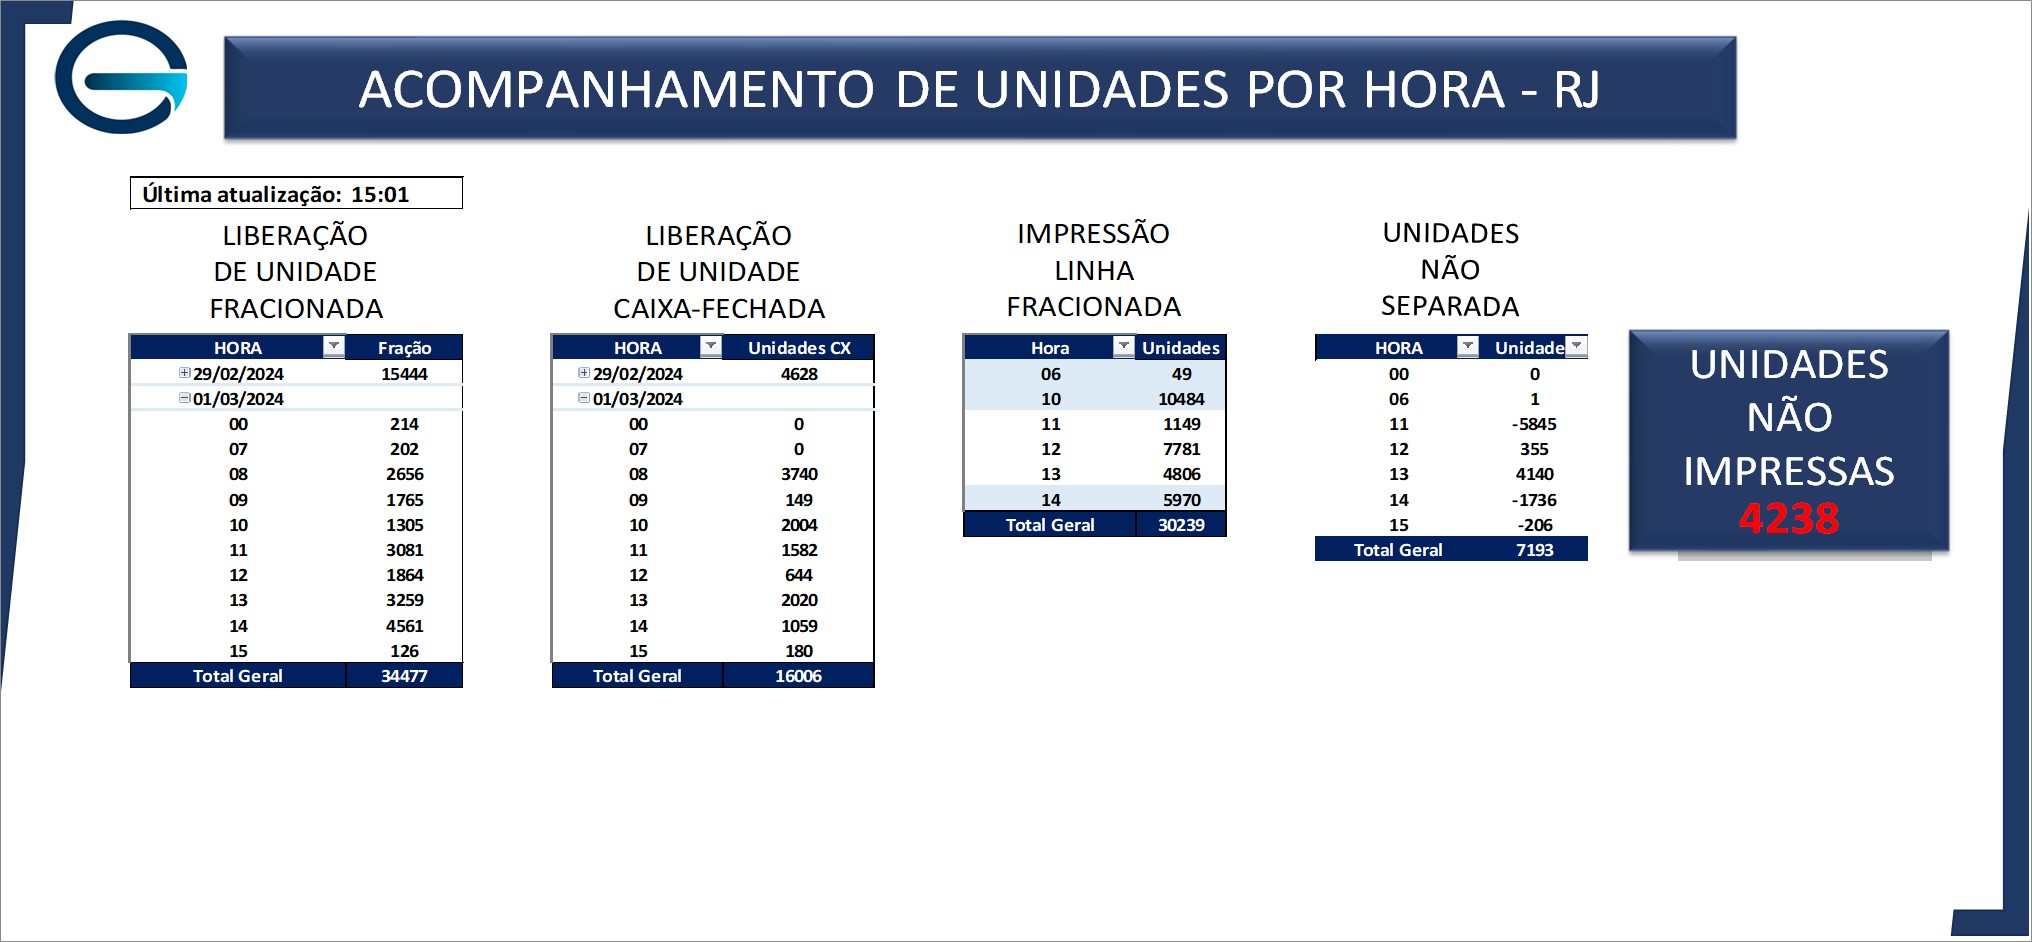 ACOMPANHAMENTO DE UNIDADES POR HORA - RJ
Última atualização: 15:01
LIBERAÇÃO
DE UNIDADE
FRACIONADA
HORA Fração
29/02/2024 15444
01/03/2024
00 214
07 202
08 2656
09 1765
10 1305
11 3081
12 1864
13 3259
14 4561
15 126
Total Geral 34477
LIBERAÇÃO
DE UNIDADE
CAIXA-FECHADA
HORA Unidades CX
29/02/2024 4628
01/03/2024
00 0
07 0
08 3740
09 149
10 2004
11 1582
12 644
13 2020
14 1059
15 180
Total Geral 16006
IMPRESSÃO
LINHA
FRACIONADA
Hora Unidades
06 49
10 10484
11 1149
12 7781
13 4806
14 5970
Total Geral 30239
UNIDADES
NÃO
SEPARADA
HORA Unidade
00 0
06 1
11 -5845
12 355
13 4140
14 -1736
15 -206
Total Geral 7193
UNIDADES
NÃO
IMPRESSAS
4238